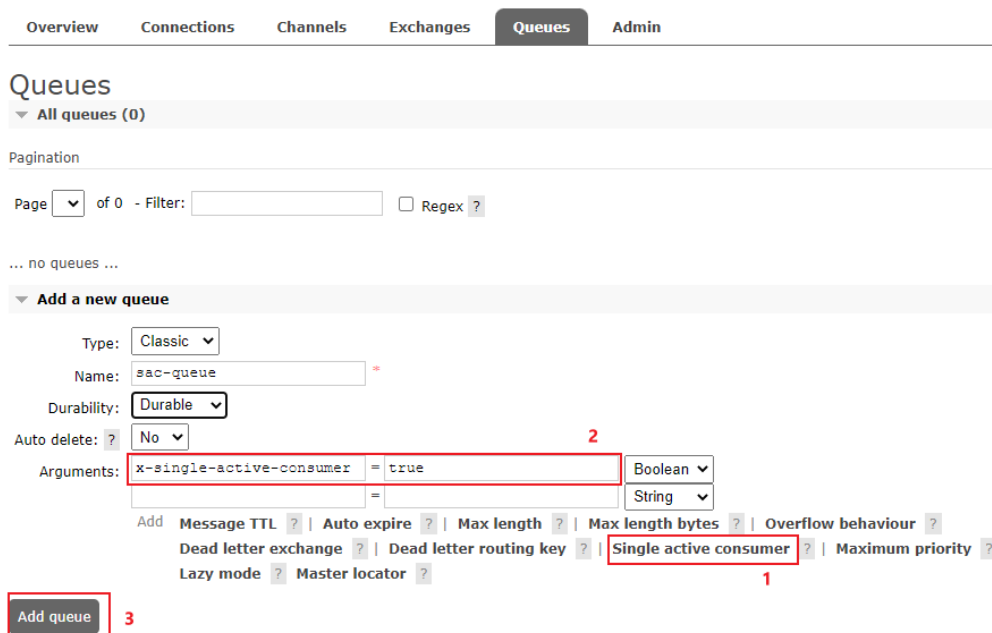 Overview Connections Channels Exchanges Queues Admin
Queues
All queues (0)
Pagination
Page of 0 - Filter: Regex ?
... no queues ...
Add a new queue
Type: Classic
Name: sac-queue *
Durability: Durable
Auto delete: ? No
2
Arguments: x-single-active-consumer = true Boolean
= String
Add Message TTL ? | Auto expire ? | Max length ? | Max length bytes ? | Overflow behaviour ?
Dead letter exchange ? | Dead letter routing key ? | Single active consumer ? | Maximum priority ?
Lazy mode ? Master locator ?
1
Add queue 3